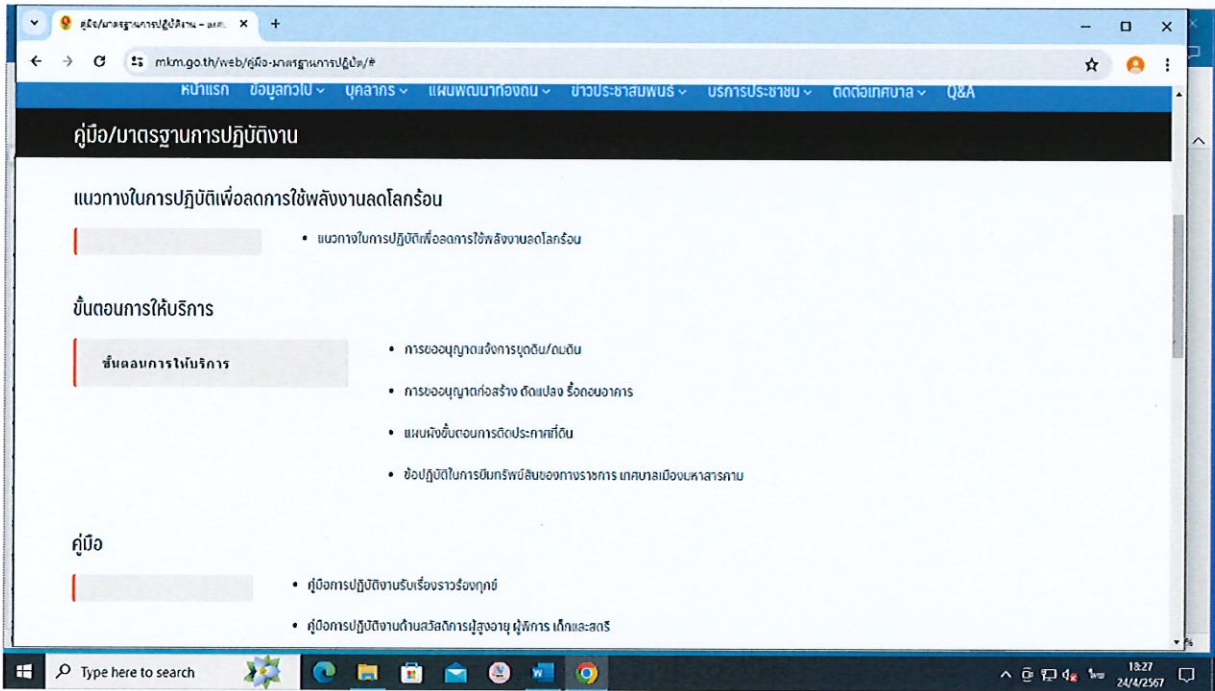 คู่มือ/มาตรฐานการปฏิบัติงาน – เทศบ
mkm.go.th/web/คู่มือ-มาตรฐานการปฏิบัติ/#
หน้าแรก ข้อมูลทั่วไป บุคลากร แผนพัฒนาท้องถิ่น ข่าวประชาสัมพันธ์ บริการประชาชน ติดต่อเทศบาล Q&A
คู่มือ/มาตรฐานการปฏิบัติงาน
แนวทางในการปฏิบัติเพื่อลดการใช้พลังงานลดโลกร้อน
• แนวทางในการปฏิบัติเพื่อลดการใช้พลังงานลดโลกร้อน
ขั้นตอนการให้บริการ
ขั้นตอนการให้บริการ
• การขออนุญาตแจ้งการขุดดิน/ถมดิน
• การขออนุญาตก่อสร้าง ดัดแปลง รื้อถอนอาคาร
• แผนผังขั้นตอนการติดประกาศที่ดิน
• ข้อปฏิบัติในการยืมทรัพย์สินของทางราชการ เทศบาลเมืองมหาสารคาม
คู่มือ
• คู่มือการปฏิบัติงานรับเรื่องราวร้องทุกข์
• คู่มือการปฏิบัติงานด้านสวัสดิการผู้สูงอายุ ผู้พิการ เด็กและสตรี
Type here to search
ไทย
18:27
24/4/2567